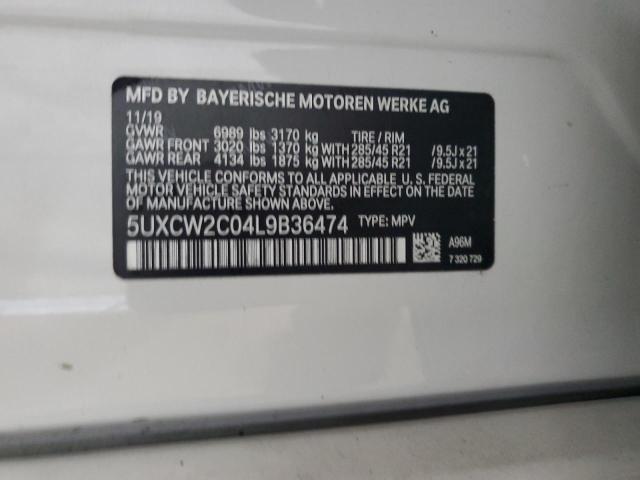 MFD BY BAYERISCHE MOTOREN WERKE AG
11/19
GVWR 6989 lbs 3170 kg TIRE / RIM
GAWR FRONT 3020 lbs 1370 kg WITH 285/45 R21 /9.5J x 21
GAWR REAR 4134 lbs 1875 kg WITH 285/45 R21 /9.5J x 21
THIS VEHICLE CONFORMS TO ALL APPLICABLE U. S. FEDERAL
MOTOR VEHICLE SAFETY STANDARDS IN EFFECT ON THE DATE
OF MANUFACTURE SHOWN ABOVE.
5UXCW2C04L9B36474 TYPE: MPV
A96M
7 320 729